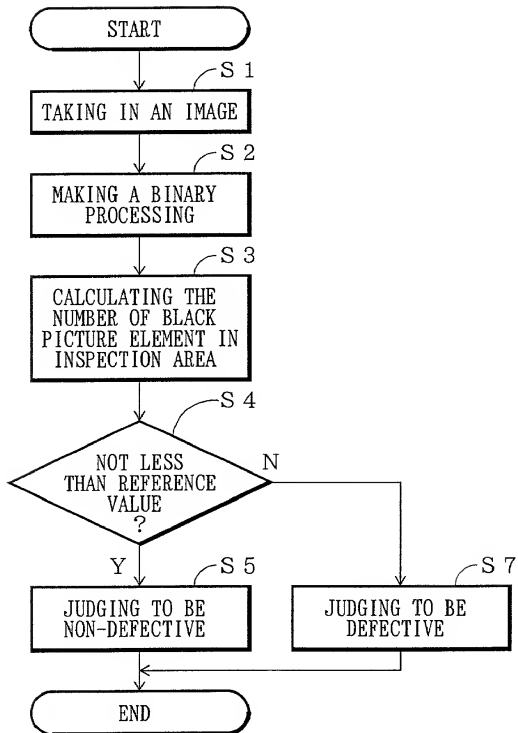 START
S 1
TAKING IN AN IMAGE
S 2
MAKING A BINARY
PROCESSING
S 3
CALCULATING THE
NUMBER OF BLACK
PICTURE ELEMENT IN
INSPECTION AREA
S 4
NOT LESS
THAN REFERENCE
VALUE
?
N
Y
S 5
JUDGING TO BE
NON-DEFECTIVE
S 7
JUDGING TO BE
DEFECTIVE
END